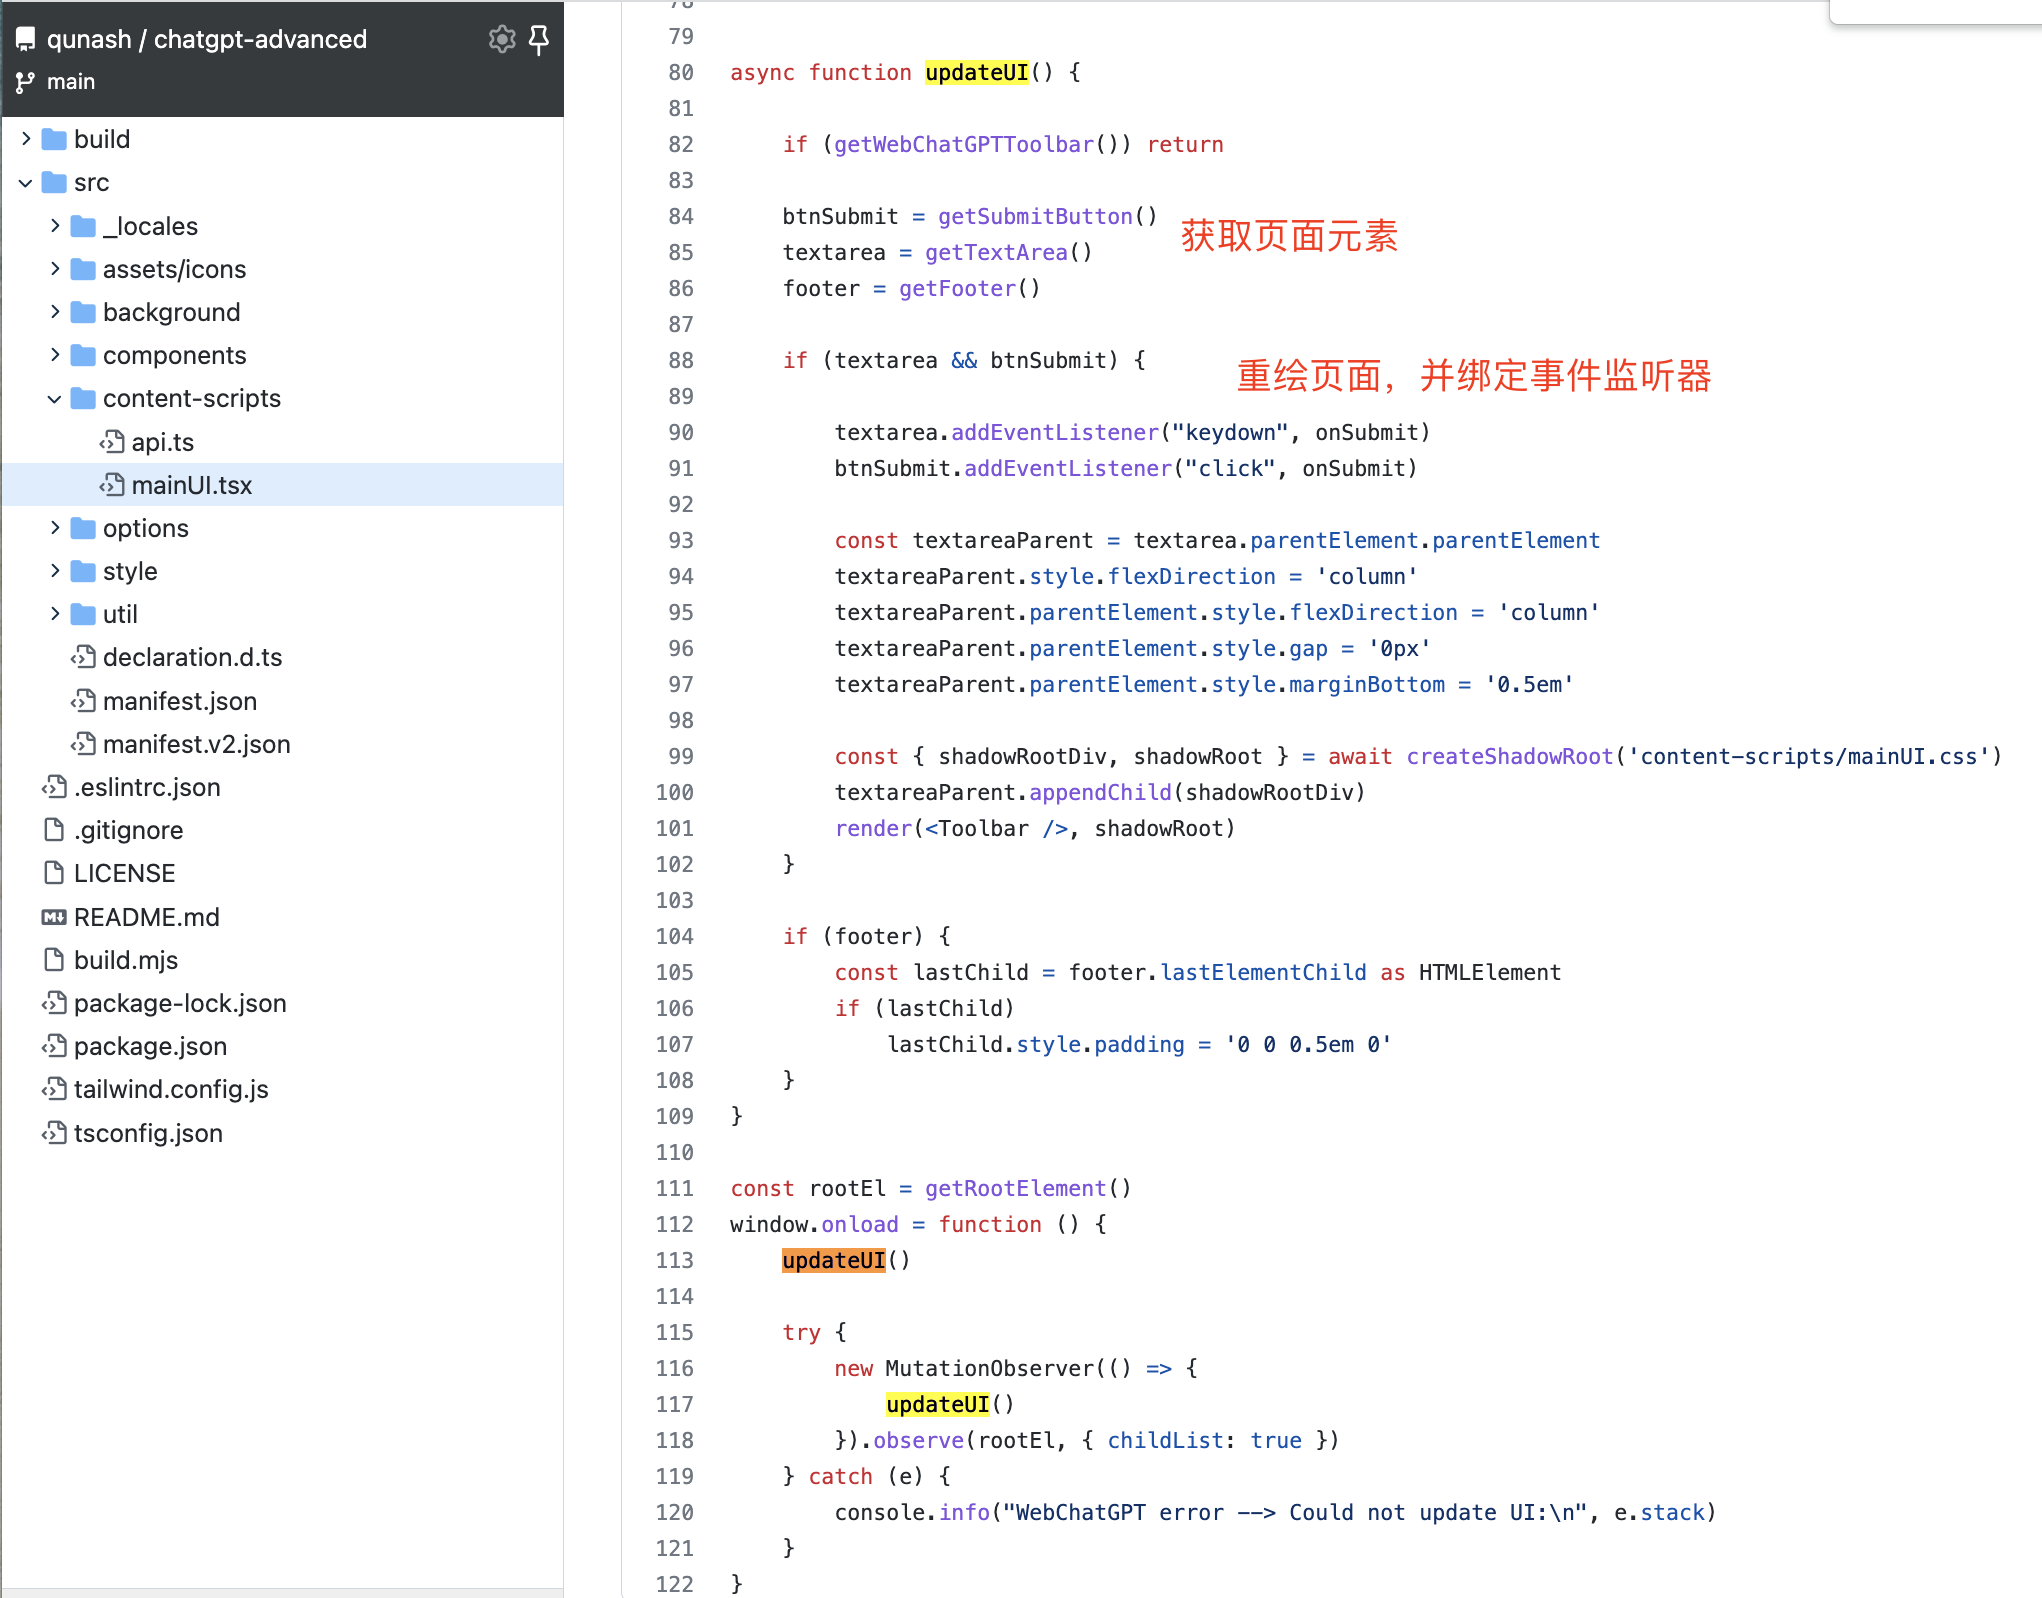 qunash / chatgpt-advanced
main
build
src
_locales
assets/icons
background
components
content-scripts
api.ts
mainUI.tsx
options
style
util
declaration.d.ts
manifest.json
manifest.v2.json
.eslintrc.json
.gitignore
LICENSE
README.md
build.mjs
package-lock.json
package.json
tailwind.config.js
tsconfig.json
78
79
80 async function updateUI() {
81
82 if (getWebChatGPTToolbar()) return
83
84 btnSubmit = getSubmitButton()
获取页面元素
85 textarea = getTextArea()
86 footer = getFooter()
87
88 if (textarea && btnSubmit) {
重绘页面，并绑定事件监听器
89
90 textarea.addEventListener("keydown", onSubmit)
91 btnSubmit.addEventListener("click", onSubmit)
92
93 const textareaParent = textarea.parentElement.parentElement
94 textareaParent.style.flexDirection = 'column'
95 textareaParent.parentElement.style.flexDirection = 'column'
96 textareaParent.parentElement.style.gap = '0px'
97 textareaParent.parentElement.style.marginBottom = '0.5em'
98
99 const { shadowRootDiv, shadowRoot } = await createShadowRoot('content-scripts/mainUI.css')
100 textareaParent.appendChild(shadowRootDiv)
101 render(<Toolbar />, shadowRoot)
102 }
103
104 if (footer) {
105 const lastChild = footer.lastElementChild as HTMLElement
106 if (lastChild)
107 lastChild.style.padding = '0 0 0.5em 0'
108 }
109 }
110
111 const rootEl = getRootElement()
112 window.onload = function () {
113 updateUI()
114
115 try {
116 new MutationObserver(() => {
117 updateUI()
118 }).observe(rootEl, { childList: true })
119 } catch (e) {
120 console.info("WebChatGPT error --> Could not update UI:\n", e.stack)
121 }
122 }